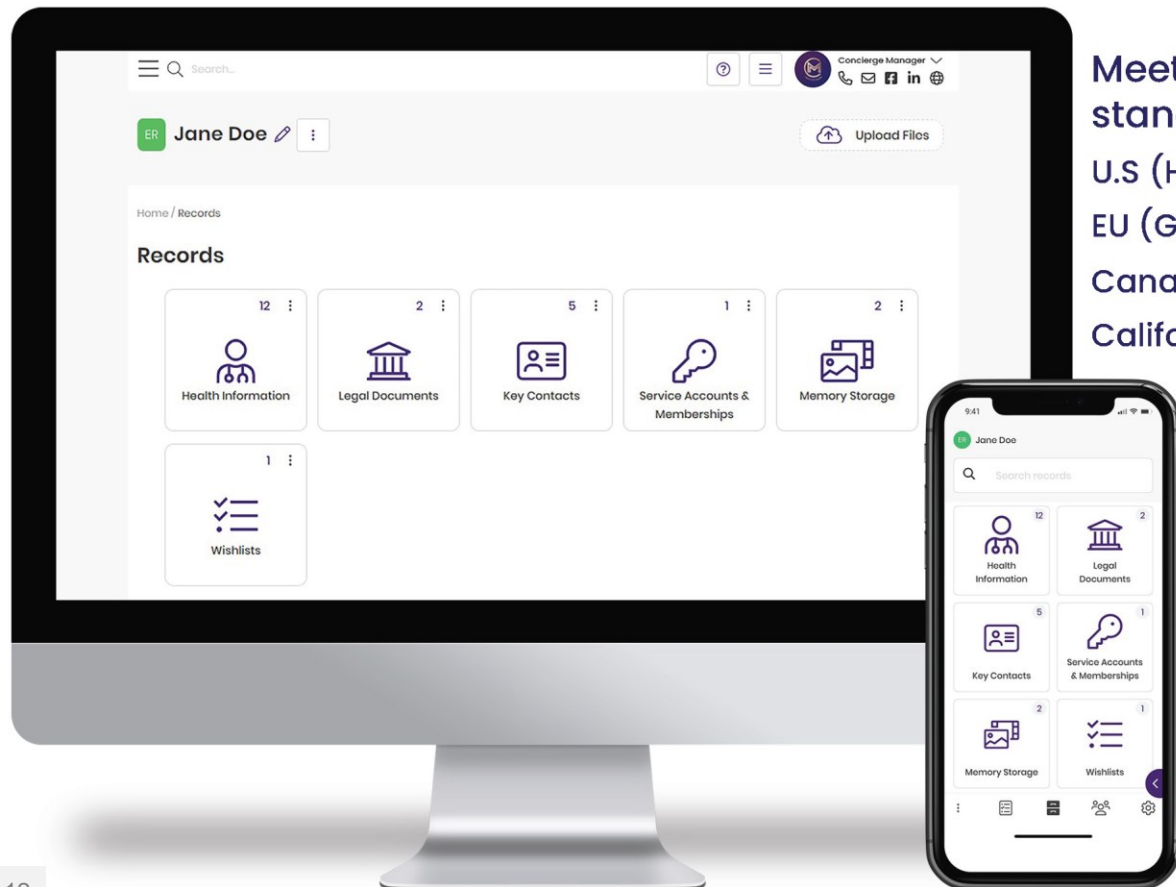 Search...
Concierge Manager
ER Jane Doe
Upload Files
Home / Records
Records
12
Health Information
2
Legal Documents
5
Key Contacts
1
Service Accounts &
Memberships
2
Memory Storage
1
Wishlists
Meet
stan
U.S (H
EU (G
Cana
Califo
9:41
ER Jane Doe
Search records
12
Health
Information
2
Legal
Documents
5
Key Contacts
1
Service Accounts
& Memberships
2
Memory Storage
1
Wishlists